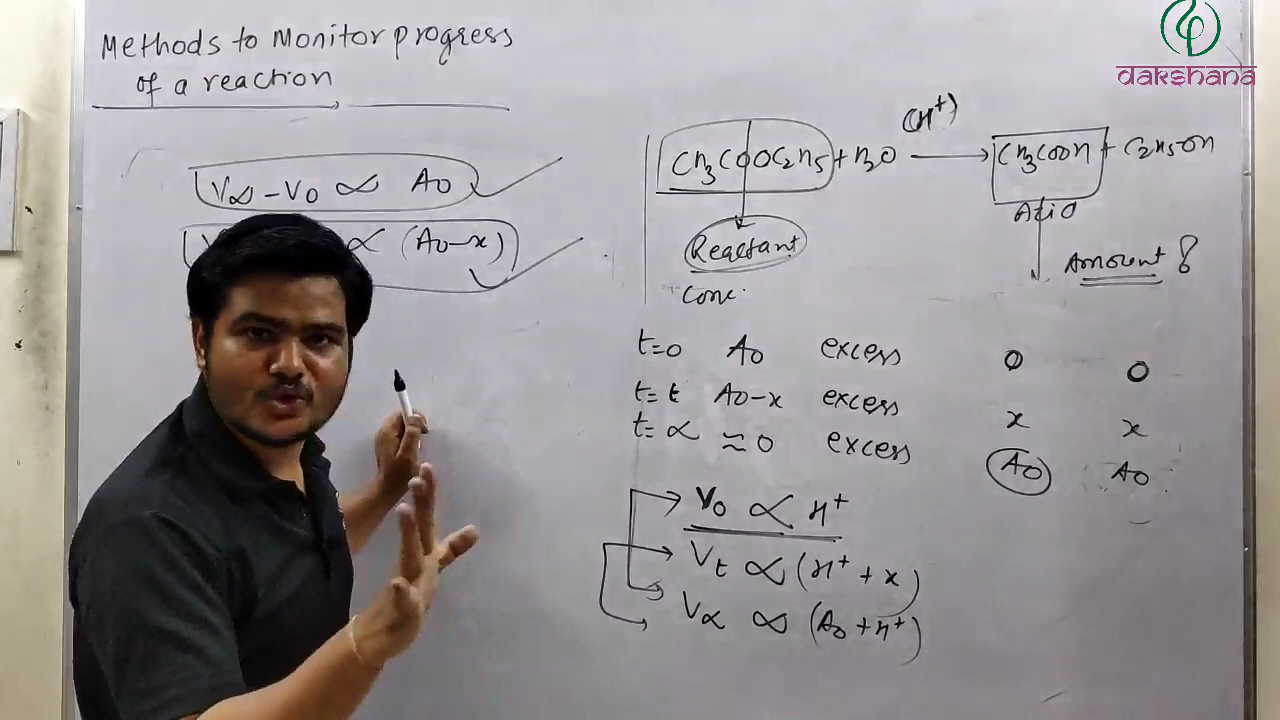 Methods to Monitor progress
of a reaction
dakshana
V∝ - V0 ∝ A0
∝ (A0-x)
(H+)
CH3COOC2H5 + H2O → CH3COOH + C2H5OH
Reactant
Acid
Amount ?
conc.
t=0 A0 excess 0 0
t=t A0-x excess x x
t=∝ ≈0 excess A0 A0
V0 ∝ H+
Vt ∝ (H+ + x)
V∝ ∝ (A0 + H+)